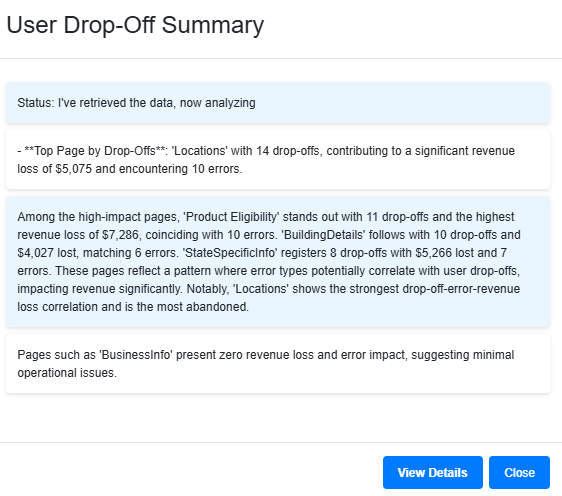 User Drop-Off Summary
Status: I've retrieved the data, now analyzing
- **Top Page by Drop-Offs**: 'Locations' with 14 drop-offs, contributing to a significant revenue
loss of $5,075 and encountering 10 errors.
Among the high-impact pages, 'Product Eligibility' stands out with 11 drop-offs and the highest
revenue loss of $7,286, coinciding with 10 errors. 'BuildingDetails' follows with 10 drop-offs and
$4,027 lost, matching 6 errors. 'StateSpecificInfo' registers 8 drop-offs with $5,266 lost and 7
errors. These pages reflect a pattern where error types potentially correlate with user drop-offs,
impacting revenue significantly. Notably, 'Locations' shows the strongest drop-off-error-revenue
loss correlation and is the most abandoned.
Pages such as 'BusinessInfo' present zero revenue loss and error impact, suggesting minimal
operational issues.
View Details
Close